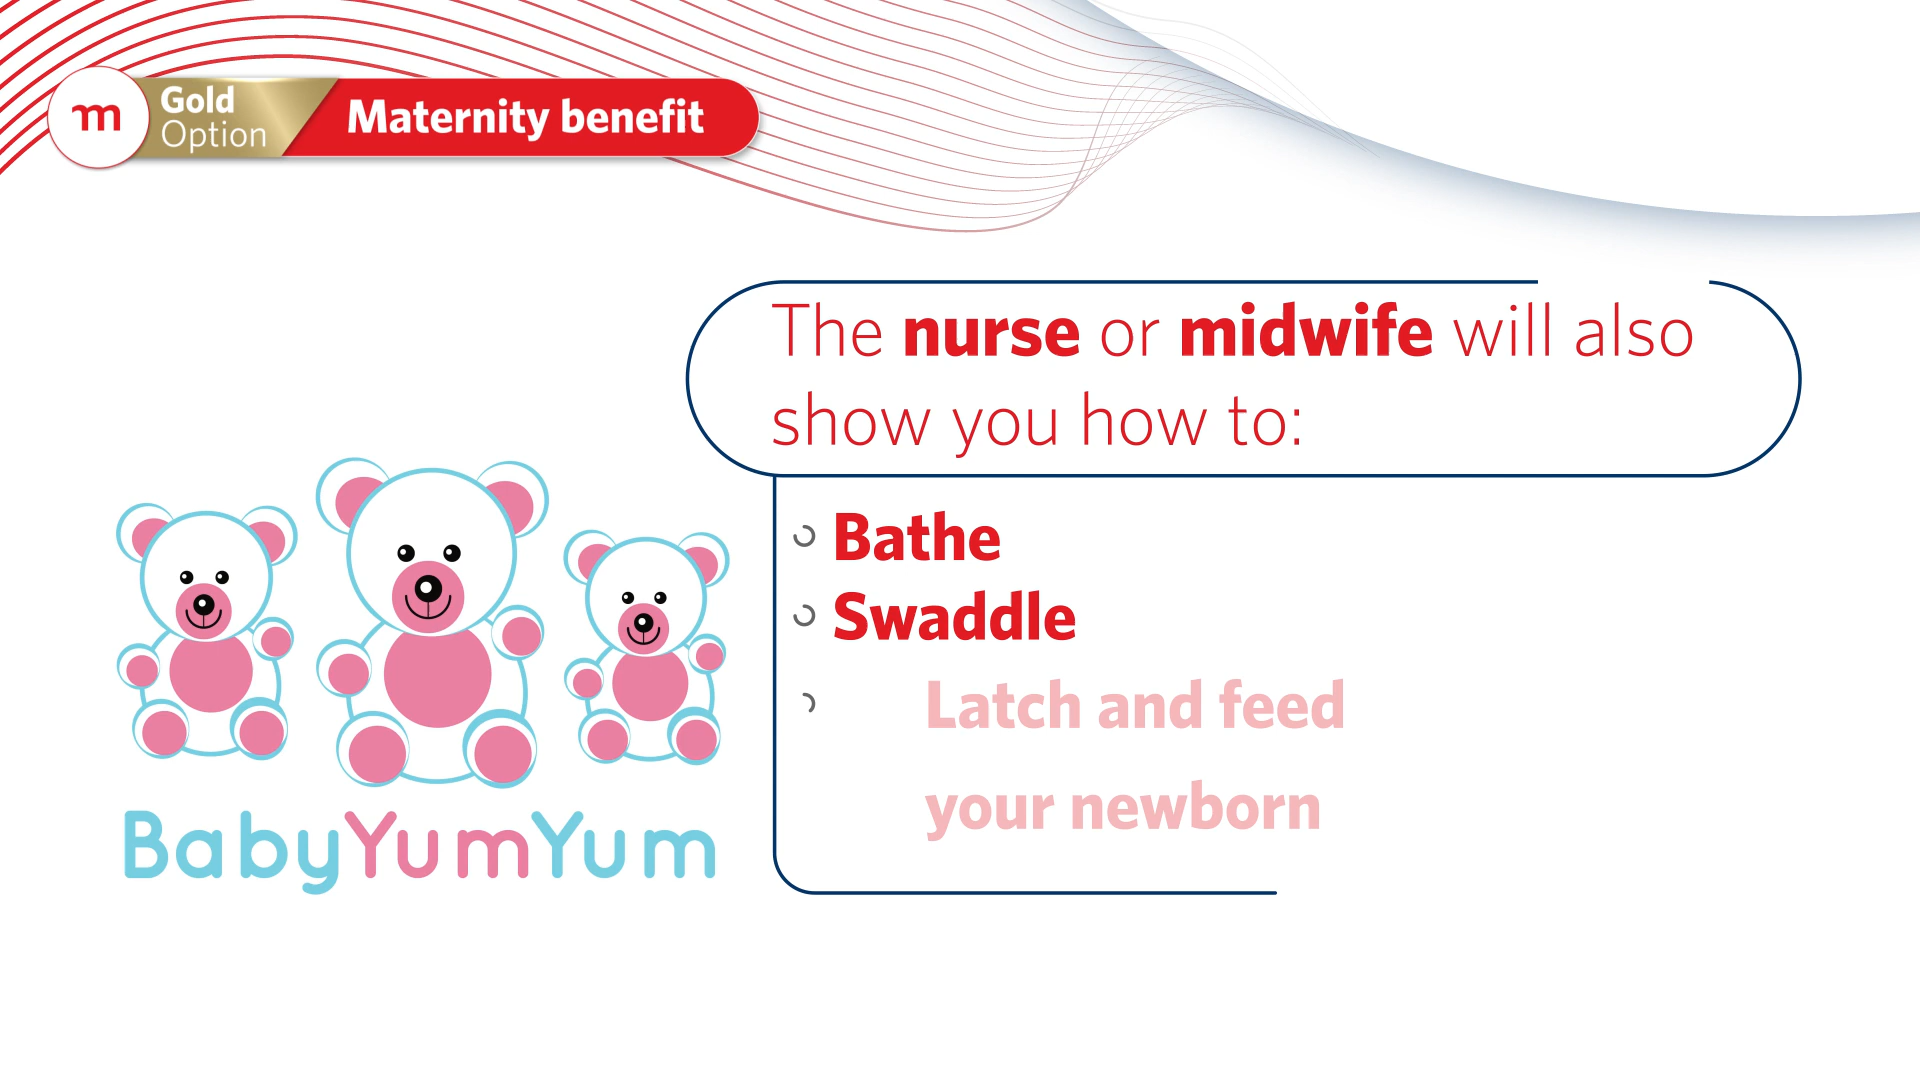 m
Gold
Option
Maternity benefit
The nurse or midwife will also
show you how to:
Bathe
Swaddle
Latch and feed
your newborn
BabyYumYum